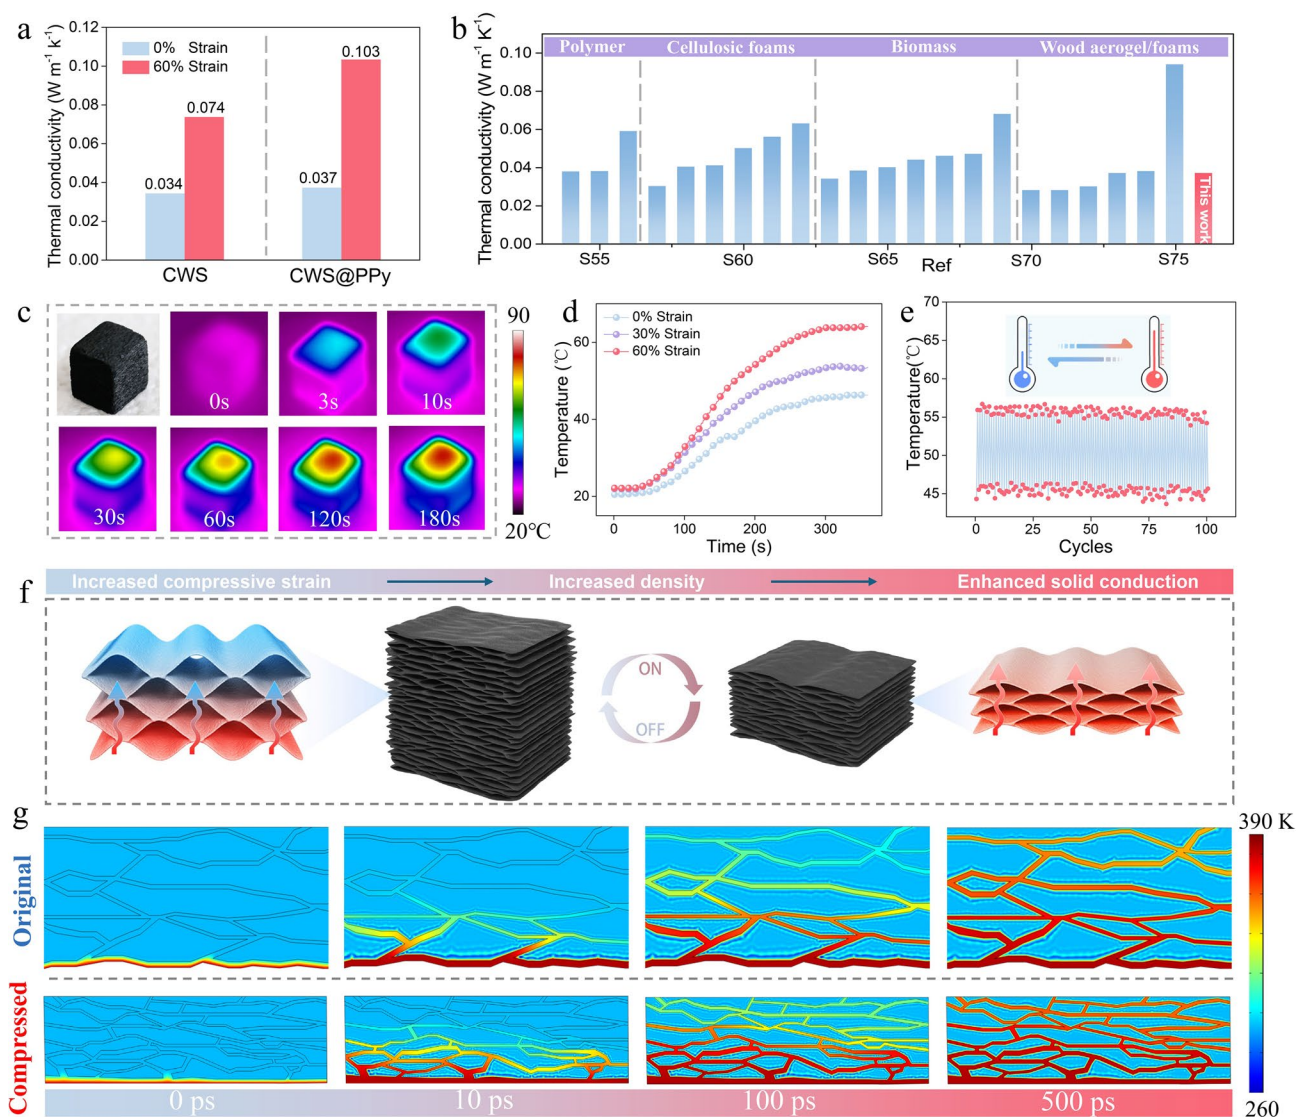 a
Thermal conductivity (W m⁻¹ k⁻¹)
0.12
0.10
0.08
0.06
0.04
0.02
0.00
0% Strain
60% Strain
0.034
0.074
0.037
0.103
CWS
CWS@PPy
b
Thermal conductivity (W m⁻¹ K⁻¹)
0.10
0.08
0.06
0.04
0.02
0.00
Polymer
Cellulosic foams
Biomass
Wood aerogel/foams
This work
S55
S60
S65
S70
S75
Ref
c
0s
3s
10s
30s
60s
120s
180s
90
20℃
d
Temperature (℃)
60
40
20
0% Strain
30% Strain
60% Strain
0
100
200
300
Time (s)
e
Temperature(℃)
70
65
60
55
50
45
0
25
50
75
100
Cycles
f
Increased compressive strain
Increased density
Enhanced solid conduction
ON
OFF
g
Original
Compressed
0 ps
10 ps
100 ps
500 ps
390 K
260